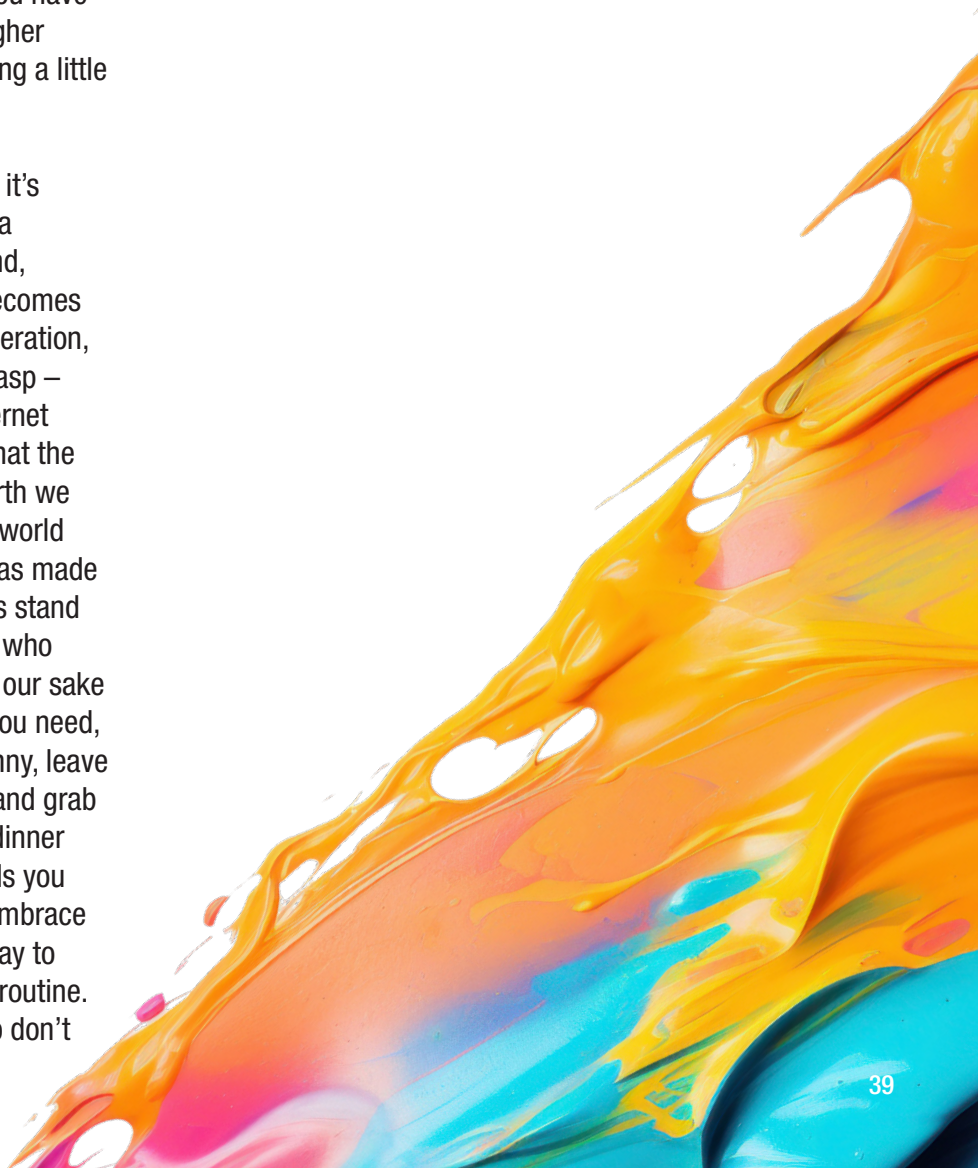 ou have
gher
ng a little
it’s
a
nd,
ecomes
eration,
asp –
ernet
hat the
rth we
world
as made
s stand
who
our sake
ou need,
nny, leave
and grab
dinner
ls you
mbrace
ay to
routine.
o don’t
39